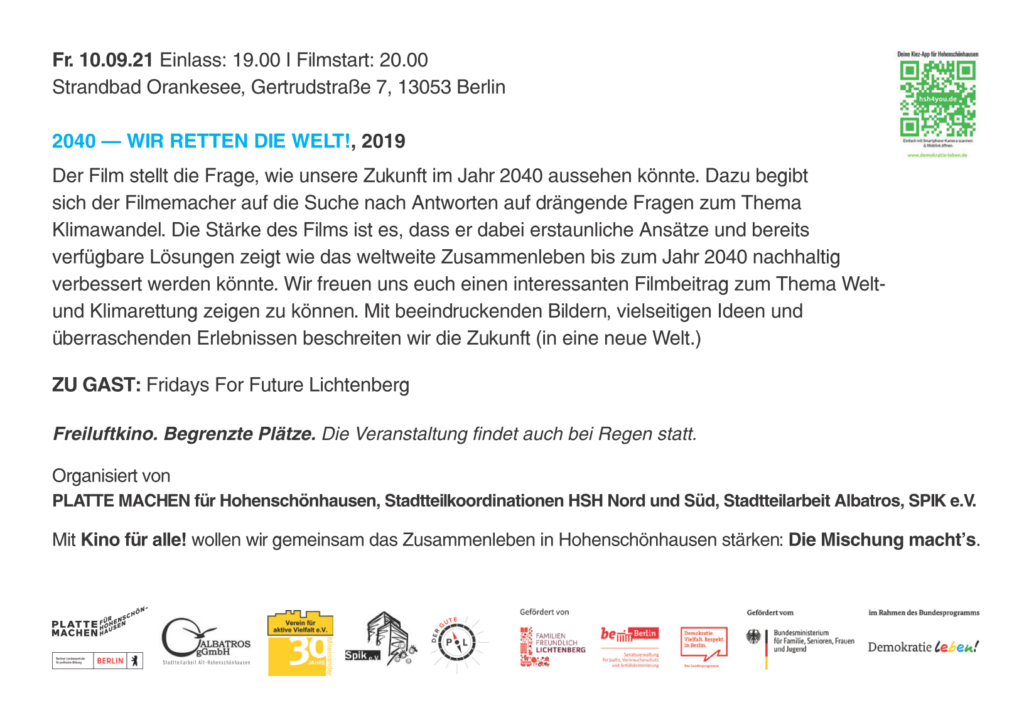 Fr. 10.09.21 Einlass: 19.00 I Filmstart: 20.00
Strandbad Orankesee, Gertrudstraße 7, 13053 Berlin
Deine Kiez-App für Hohenschönhausen
hsh4you.de
Einfach mit Smartphone-Kamera scannen
& Weblink öffnen
www.demokratie-leben.de
2040 — WIR RETTEN DIE WELT!, 2019
Der Film stellt die Frage, wie unsere Zukunft im Jahr 2040 aussehen könnte. Dazu begibt
sich der Filmemacher auf die Suche nach Antworten auf drängende Fragen zum Thema
Klimawandel. Die Stärke des Films ist es, dass er dabei erstaunliche Ansätze und bereits
verfügbare Lösungen zeigt wie das weltweite Zusammenleben bis zum Jahr 2040 nachhaltig
verbessert werden könnte. Wir freuen uns euch einen interessanten Filmbeitrag zum Thema Welt-
und Klimarettung zeigen zu können. Mit beeindruckenden Bildern, vielseitigen Ideen und
überraschenden Erlebnissen beschreiten wir die Zukunft (in eine neue Welt.)
ZU GAST: Fridays For Future Lichtenberg
Freiluftkino. Begrenzte Plätze. Die Veranstaltung findet auch bei Regen statt.
Organisiert von
PLATTE MACHEN für Hohenschönhausen, Stadtteilkoordinationen HSH Nord und Süd, Stadtteilarbeit Albatros, SPIK e.V.
Mit Kino für alle! wollen wir gemeinsam das Zusammenleben in Hohenschönhausen stärken: Die Mischung macht's.
PLATTE MACHEN FÜR HOHENSCHÖNHAUSEN
BERLIN
ALBATROS
gGmbH
Stadtteilarbeit Alt-Hohenschönhausen
Verein für
aktive Vielfalt e.V.
30
JAHRE
Spik e.V.
DER GUTE
POL
Gefördert von
FAMILIEN
FREUNDLICH
LICHTENBERG
be Berlin
Senatsverwaltung
für Justiz, Verbraucherschutz
und Antidiskriminierung
Demokratie.
Vielfalt. Respekt.
In Berlin.
Das Landesprogramm
Gefördert vom
Bundesministerium
für Familie, Senioren, Frauen
und Jugend
im Rahmen des Bundesprogramms
Demokratie leben!